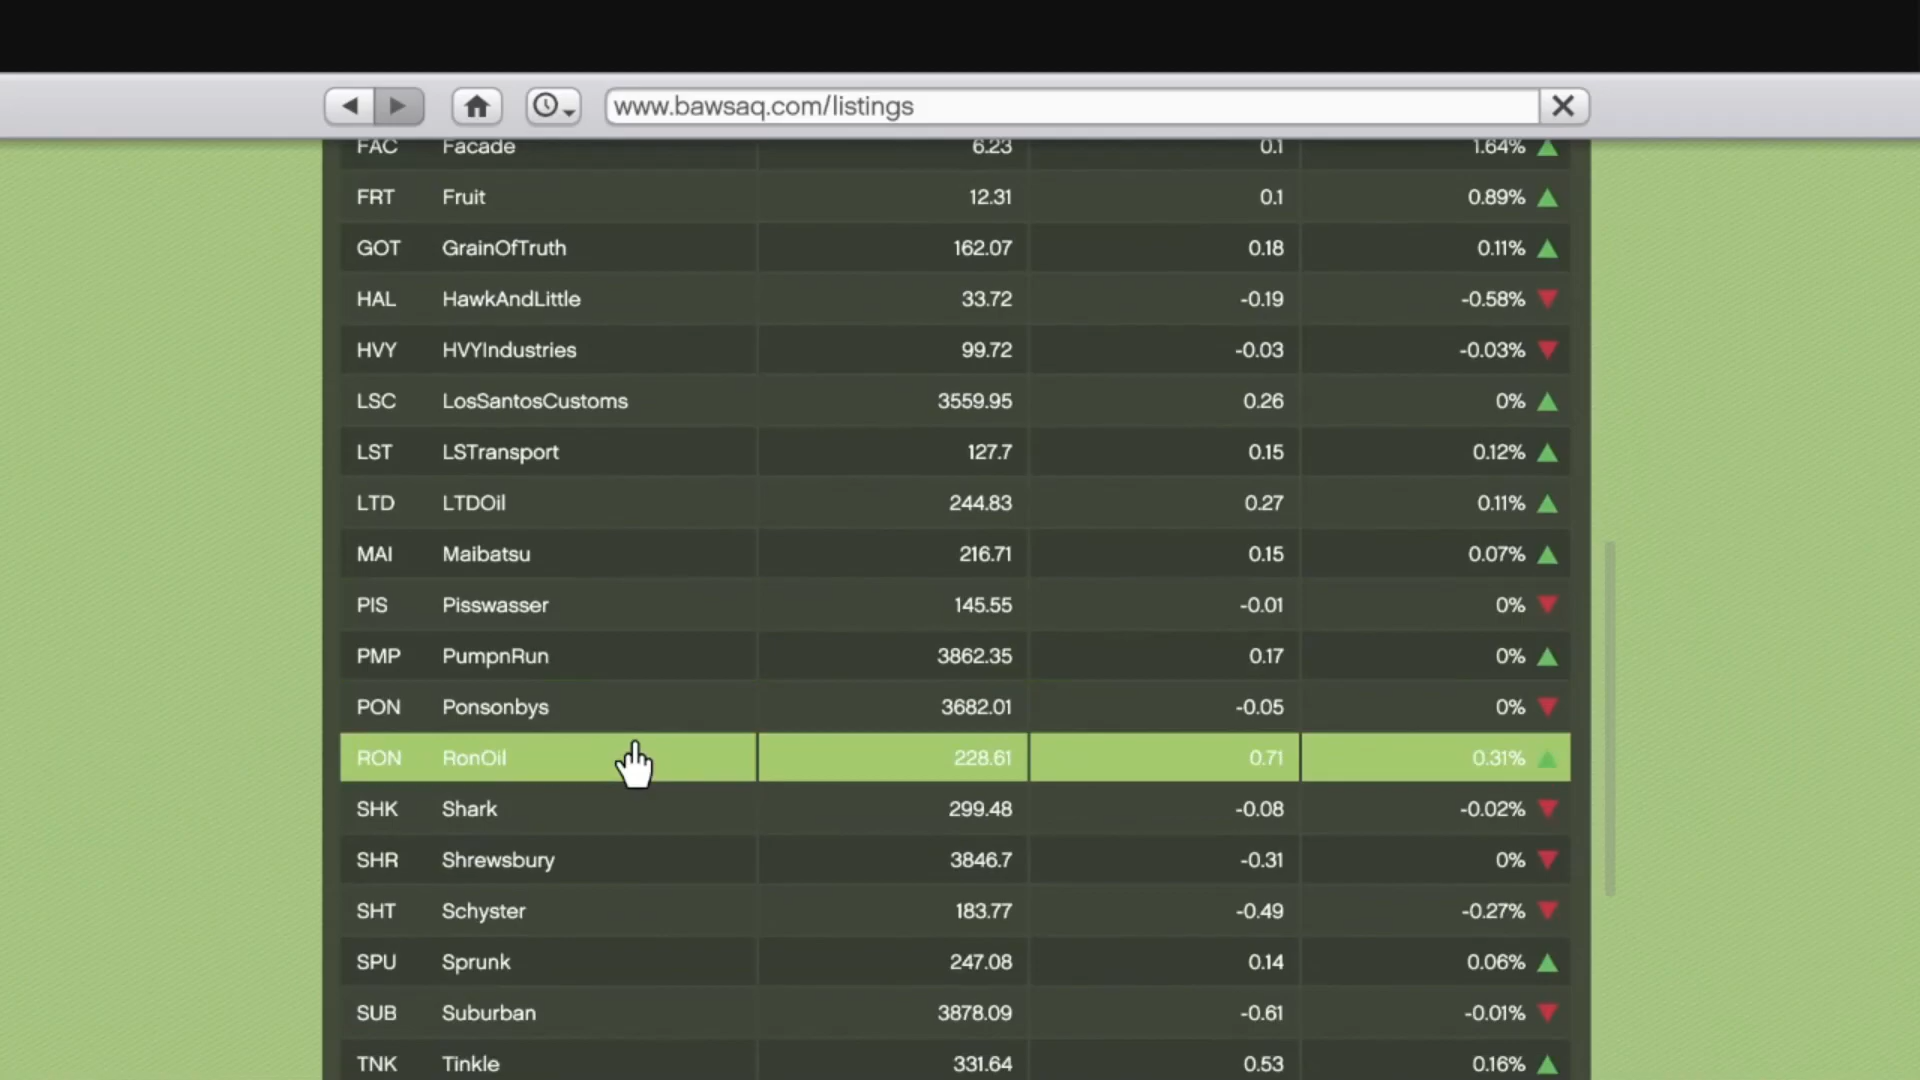 www.bawsaq.com/listings
FAC Facade 6.23 0.1 1.64%
FRT Fruit 12.31 0.1 0.89%
GOT GrainOfTruth 162.07 0.18 0.11%
HAL HawkAndLittle 33.72 -0.19 -0.58%
HVY HVYIndustries 99.72 -0.03 -0.03%
LSC LosSantosCustoms 3559.95 0.26 0%
LST LSTransport 127.7 0.15 0.12%
LTD LTDOil 244.83 0.27 0.11%
MAI Maibatsu 216.71 0.15 0.07%
PIS Pisswasser 145.55 -0.01 0%
PMP PumpnRun 3862.35 0.17 0%
PON Ponsonbys 3682.01 -0.05 0%
RON RonOil 228.61 0.71 0.31%
SHK Shark 299.48 -0.08 -0.02%
SHR Shrewsbury 3846.7 -0.31 0%
SHT Schyster 183.77 -0.49 -0.27%
SPU Sprunk 247.08 0.14 0.06%
SUB Suburban 3878.09 -0.61 -0.01%
TNK Tinkle 331.64 0.53 0.16%